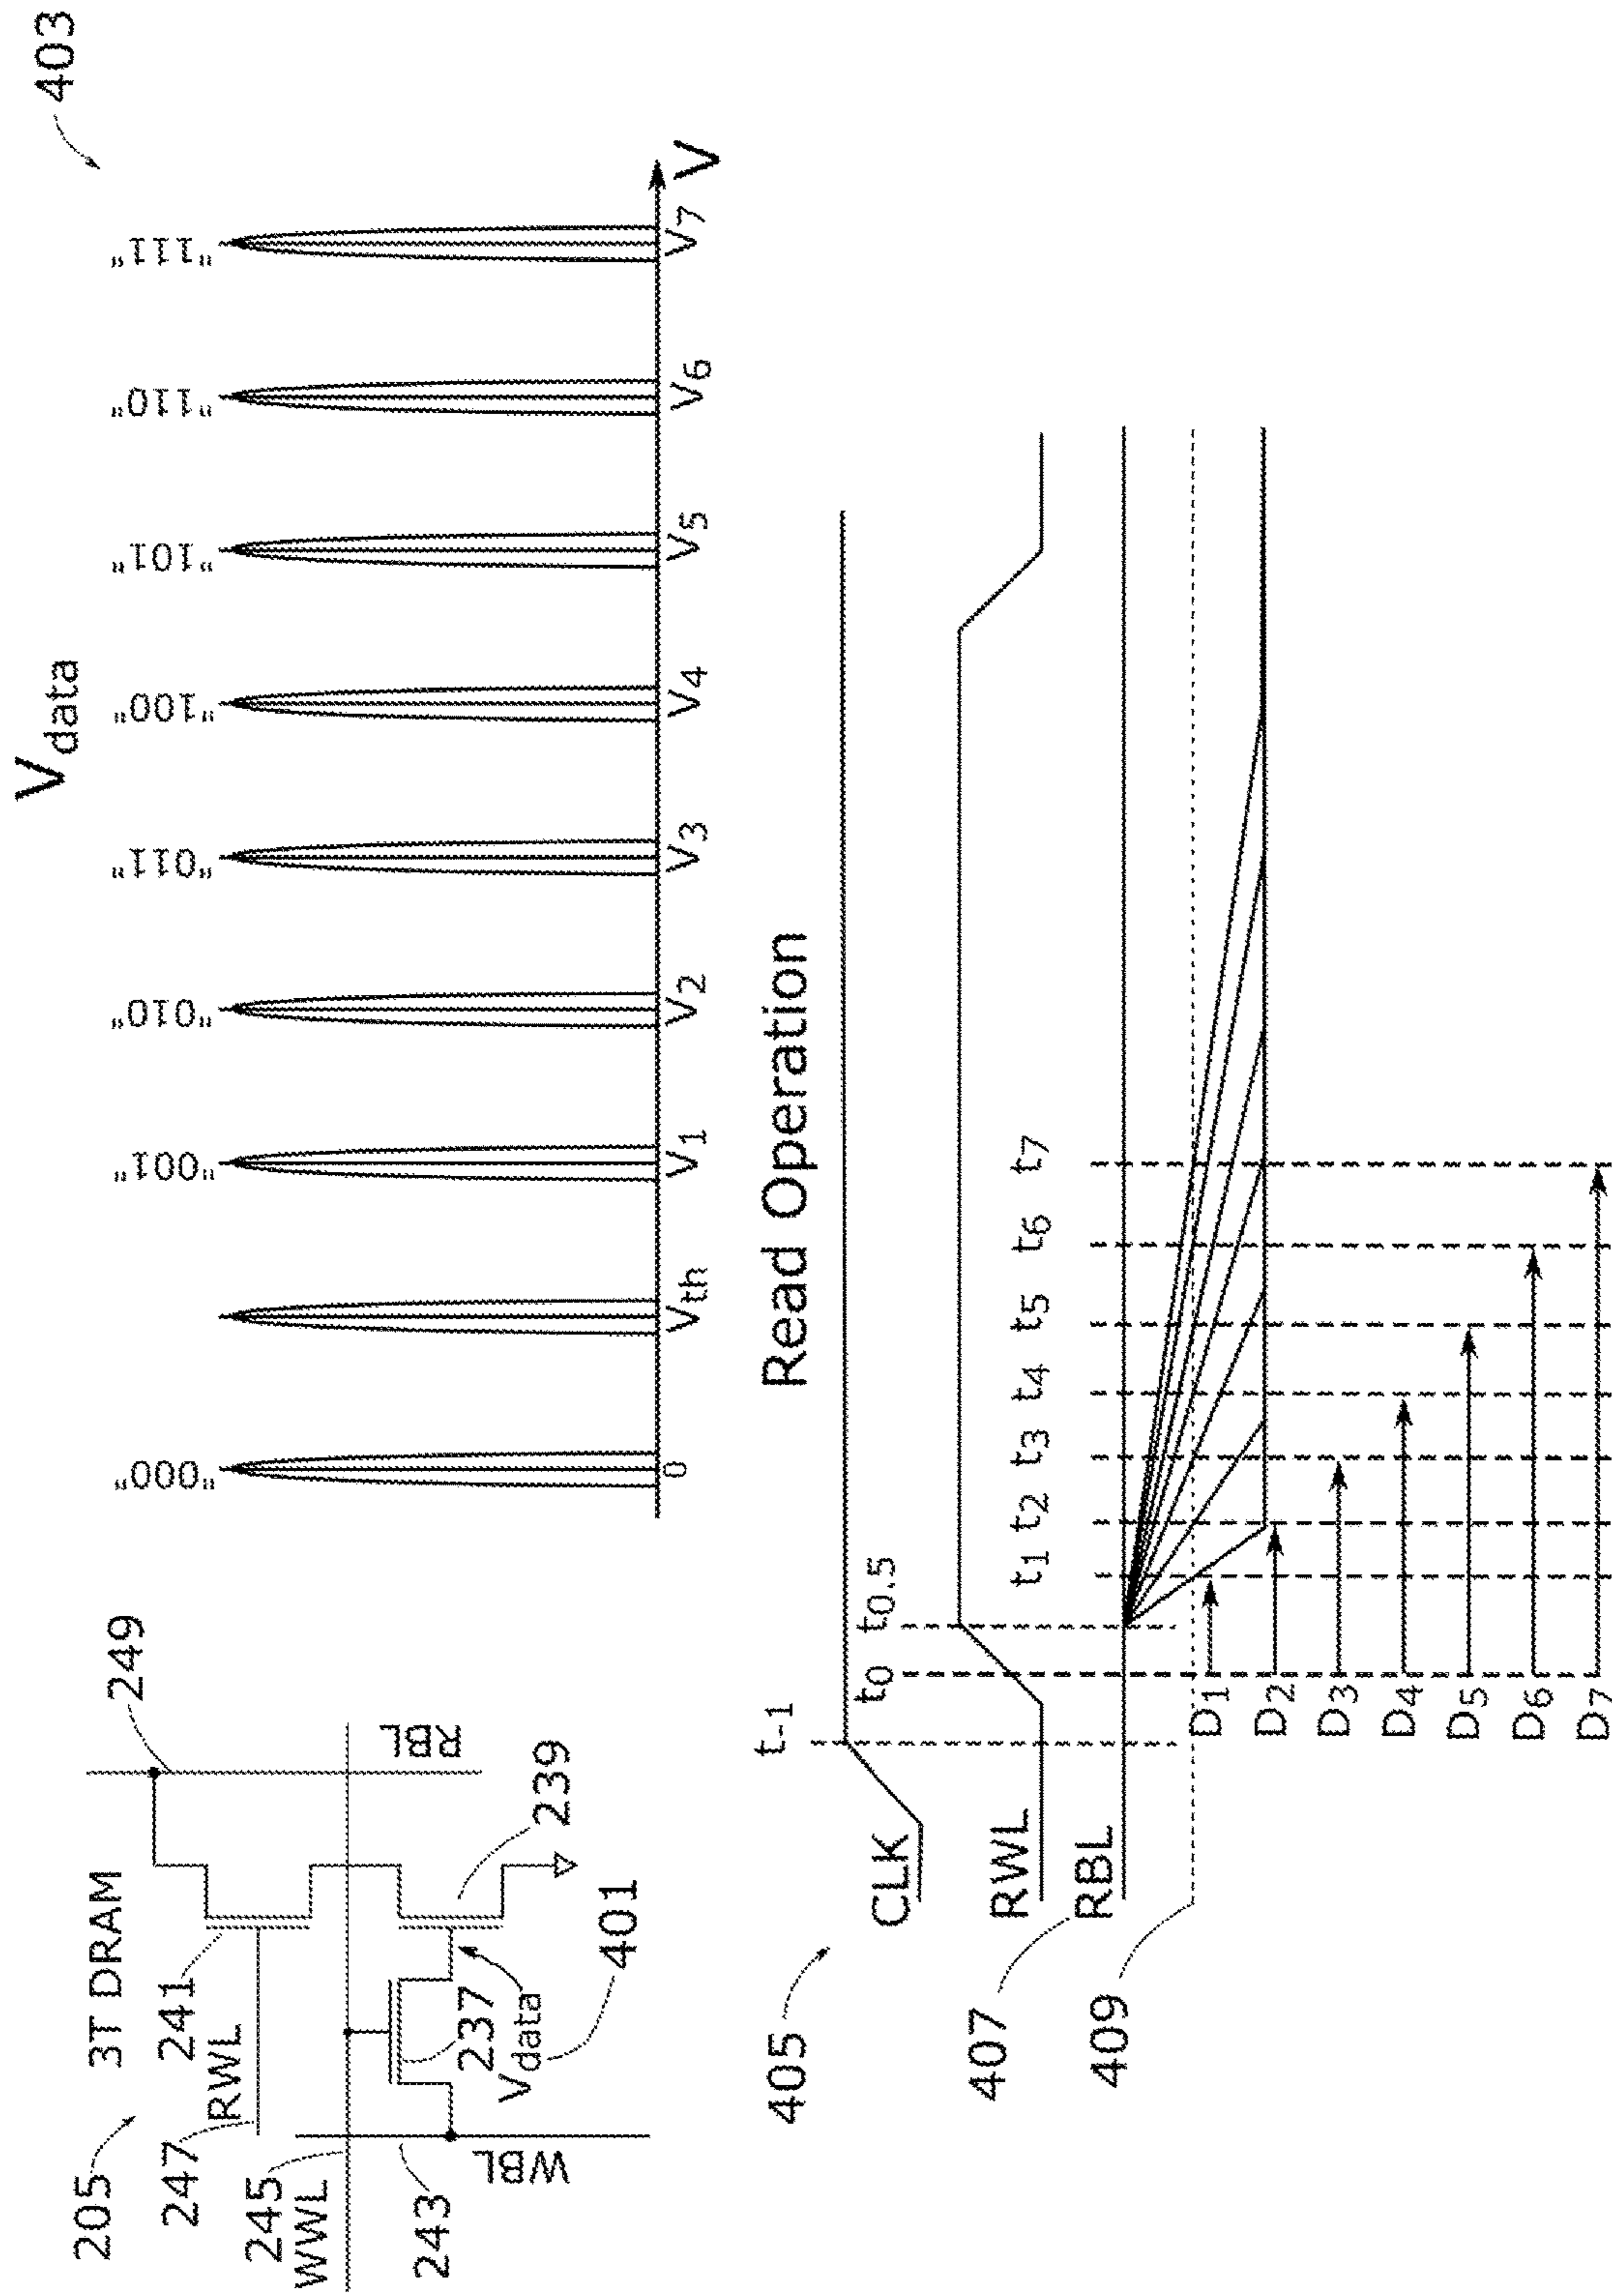 403
Vdata
"000"
"001"
"010"
"011"
"100"
"101"
"110"
"111"
0
Vth
V1
V2
V3
V4
V5
V6
V7
V
205
3T DRAM
249
241
247
RWL
245
WWL
RBL
239
237
Vdata
401
243
WBL
Read Operation
405
CLK
t-1
t0
t0.5
RWL
t1
t2
t3
t4
t5
t6
t7
407
RBL
409
D1
D2
D3
D4
D5
D6
D7